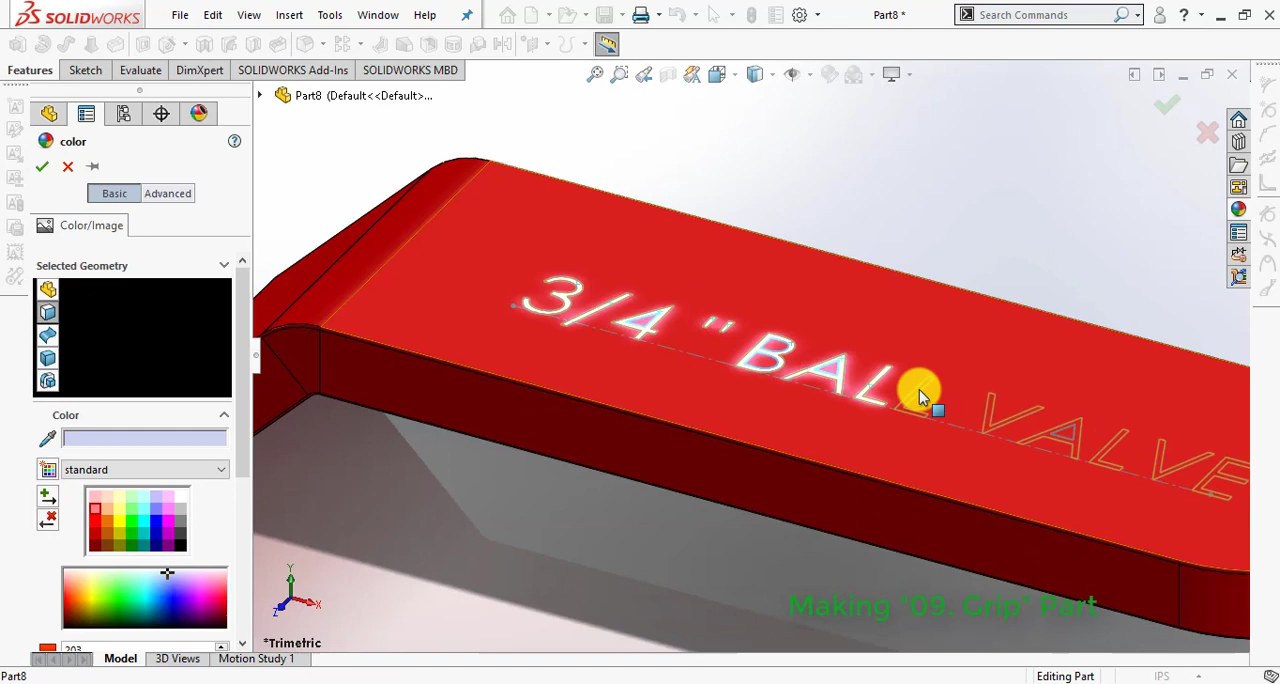 SOLIDWORKS
File Edit View Insert Tools Window Help
Part8 *
Search Commands
Features Sketch Evaluate DimXpert SOLIDWORKS Add-Ins SOLIDWORKS MBD
Part8 (Default<<Default>...
color
Basic Advanced
Color/Image
Selected Geometry
Color
standard
203
3/4 "BALL VALVE
Y
X
Z
*Trimetric
Making "09. Grip" Part
Model 3D Views Motion Study 1
Part8
Editing Part
IPS